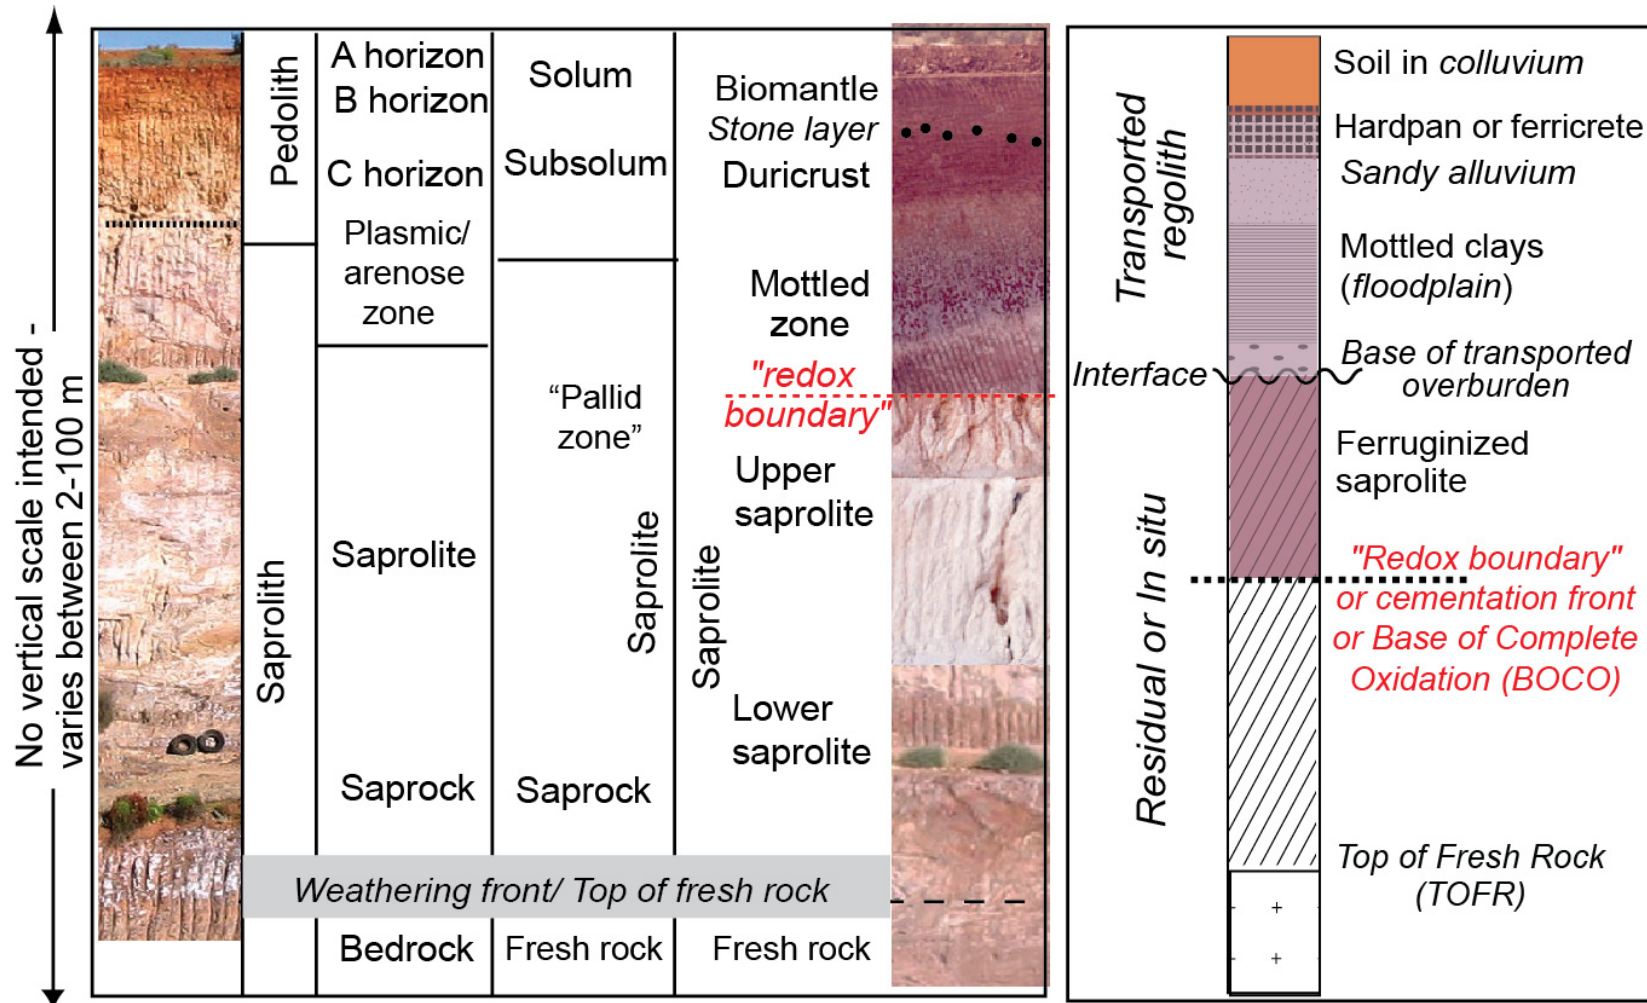 No vertical scale intended -
varies between 2-100 m
Pedolith
Saprolith
A horizon
B horizon
C horizon
Plasmic/
arenose
zone
Saprolite
Saprock
Bedrock
Solum
Subsolum
“Pallid
zone”
Saprolite
Saprock
Fresh rock
Biomantle
Stone layer
Duricrust
Mottled
zone
"redox
boundary"
Upper
saprolite
Saprolite
Lower
saprolite
Fresh rock
Weathering front/ Top of fresh rock
Transported
regolith
Interface
Residual or In situ
Soil in colluvium
Hardpan or ferricrete
Sandy alluvium
Mottled clays
(floodplain)
Base of transported
overburden
Ferruginized
saprolite
"Redox boundary"
or cementation front
or Base of Complete
Oxidation (BOCO)
Top of Fresh Rock
(TOFR)